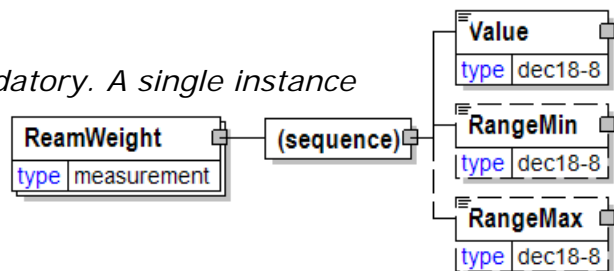 Value
type dec18-8
datory. A single instance
RangeMin
type dec18-8
ReamWeight
type measurement
(sequence)
RangeMax
type dec18-8